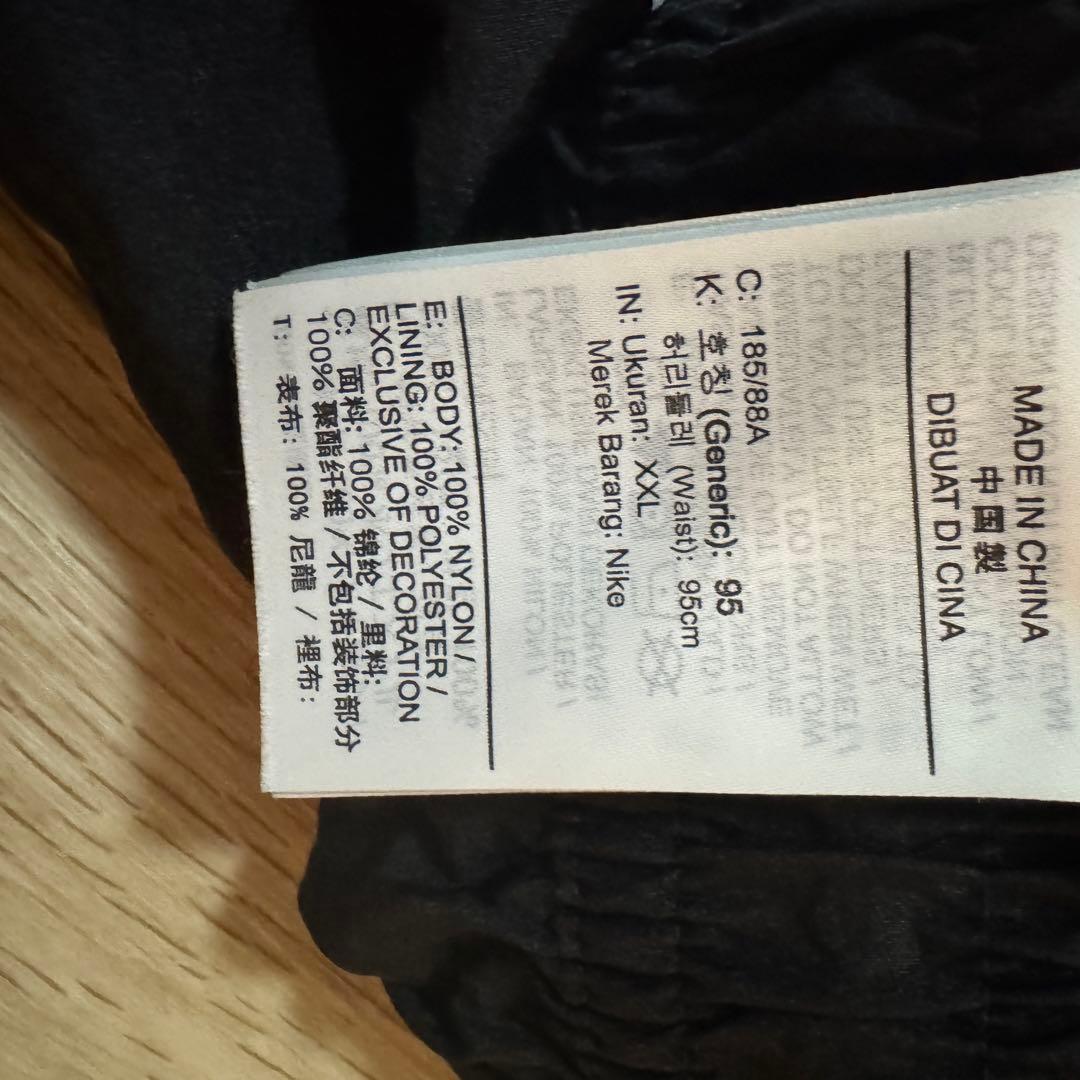 MADE IN CHINA
中国製
DIBUAT DI CINA
C: 185/88A
K: 호칭 (Generic): 95
허리둘레 (Waist): 95cm
IN: Ukuran: XXL
Merek Barang: Nike
E: BODY: 100% NYLON /
LINING: 100% POLYESTER /
EXCLUSIVE OF DECORATION
C: 面料: 100% 锦纶 / 里料:
100% 聚酯纤维 / 不包括装饰部分
T: 表布: 100% 尼龍 / 裡布: